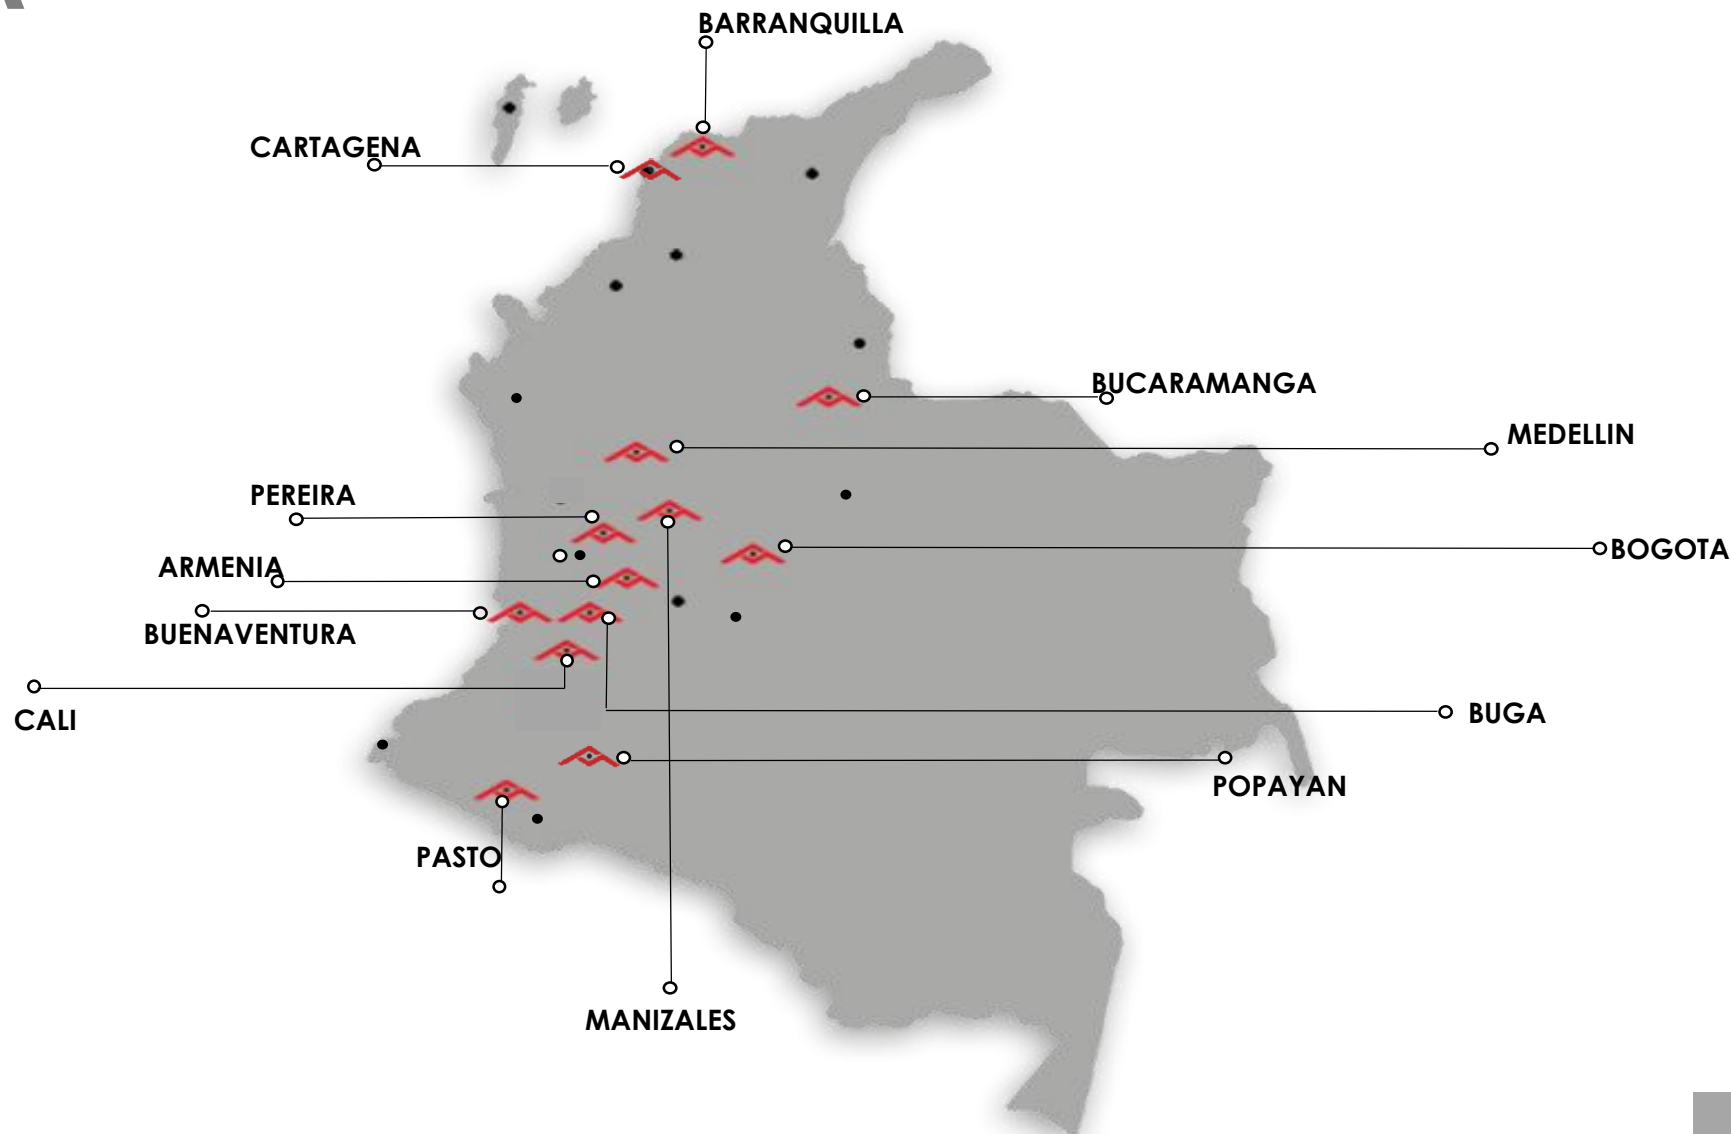 BARRANQUILLA
CARTAGENA
BUCARAMANGA
MEDELLIN
PEREIRA
BOGOTA
ARMENIA
BUENAVENTURA
CALI
BUGA
POPAYAN
PASTO
MANIZALES